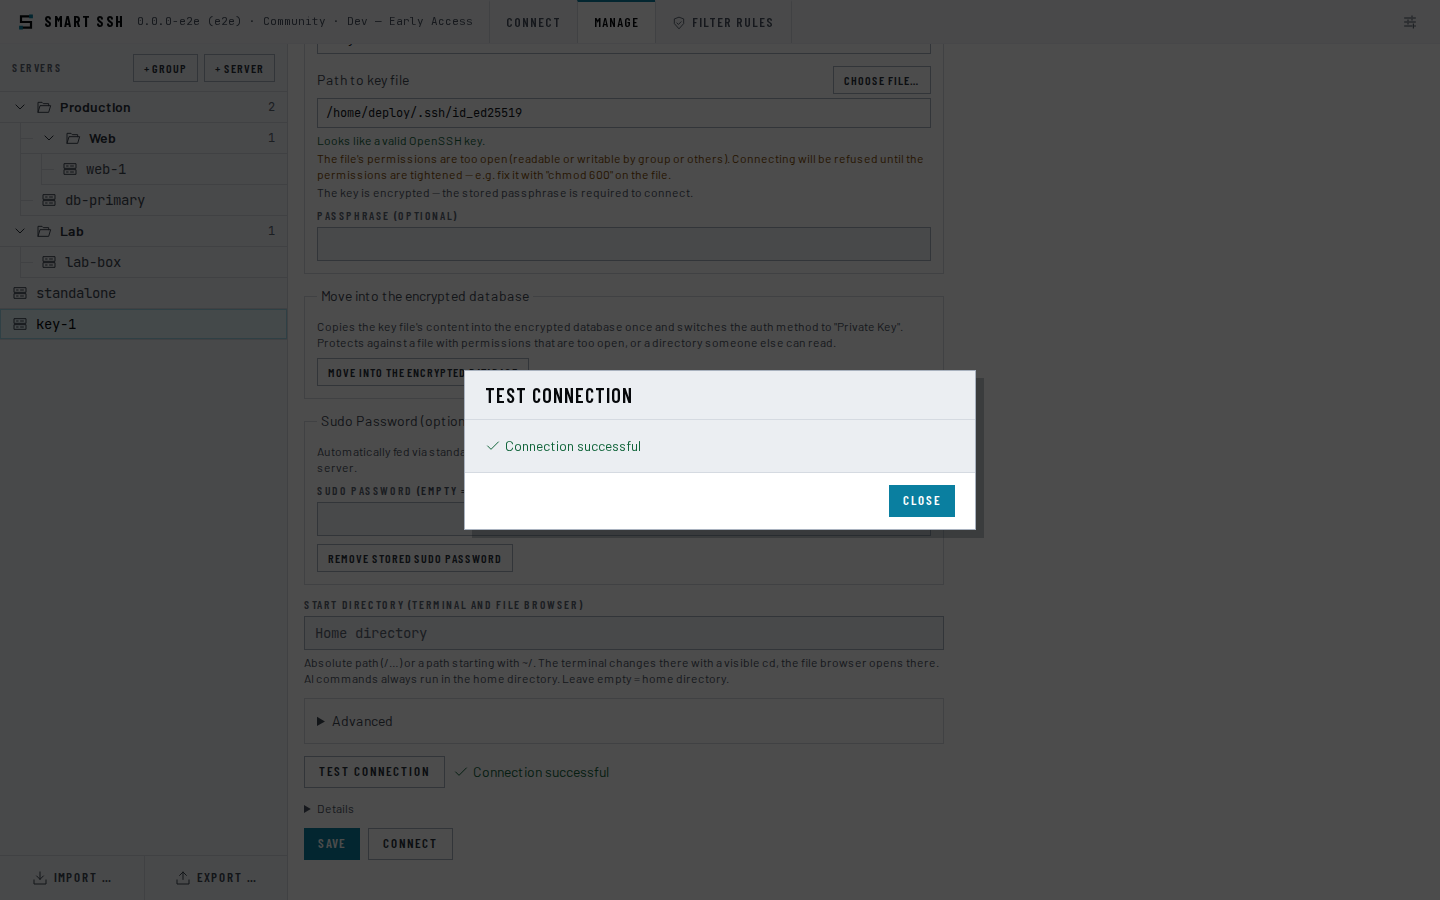 SMART SSH 0.0.0-e2e (e2e) · Community · Dev — Early Access CONNECT MANAGE FILTER RULES
SERVERS + GROUP + SERVER
Production 2
Web 1
web-1
db-primary
Lab 1
lab-box
standalone
key-1
IMPORT ... EXPORT ...
Path to key file CHOOSE FILE...
/home/deploy/.ssh/id_ed25519
Looks like a valid OpenSSH key.
The file's permissions are too open (readable or writable by group or others). Connecting will be refused until the
permissions are tightened — e.g. fix it with "chmod 600" on the file.
The key is encrypted — the stored passphrase is required to connect.
PASSPHRASE (OPTIONAL)
Move into the encrypted database
Copies the key file's content into the encrypted database once and switches the auth method to "Private Key".
Protects against a file with permissions that are too open, or a directory someone else can read.
MOVE INTO THE ENCRYPTED
Sudo Password (option
Automatically fed via standa
server.
SUDO PASSWORD (EMPTY =
REMOVE STORED SUDO PASSWORD
START DIRECTORY (TERMINAL AND FILE BROWSER)
Home directory
Absolute path (/...) or a path starting with ~/. The terminal changes there with a visible cd, the file browser opens there.
AI commands always run in the home directory. Leave empty = home directory.
Advanced
TEST CONNECTION Connection successful
Details
SAVE CONNECT
TEST CONNECTION
Connection successful
CLOSE